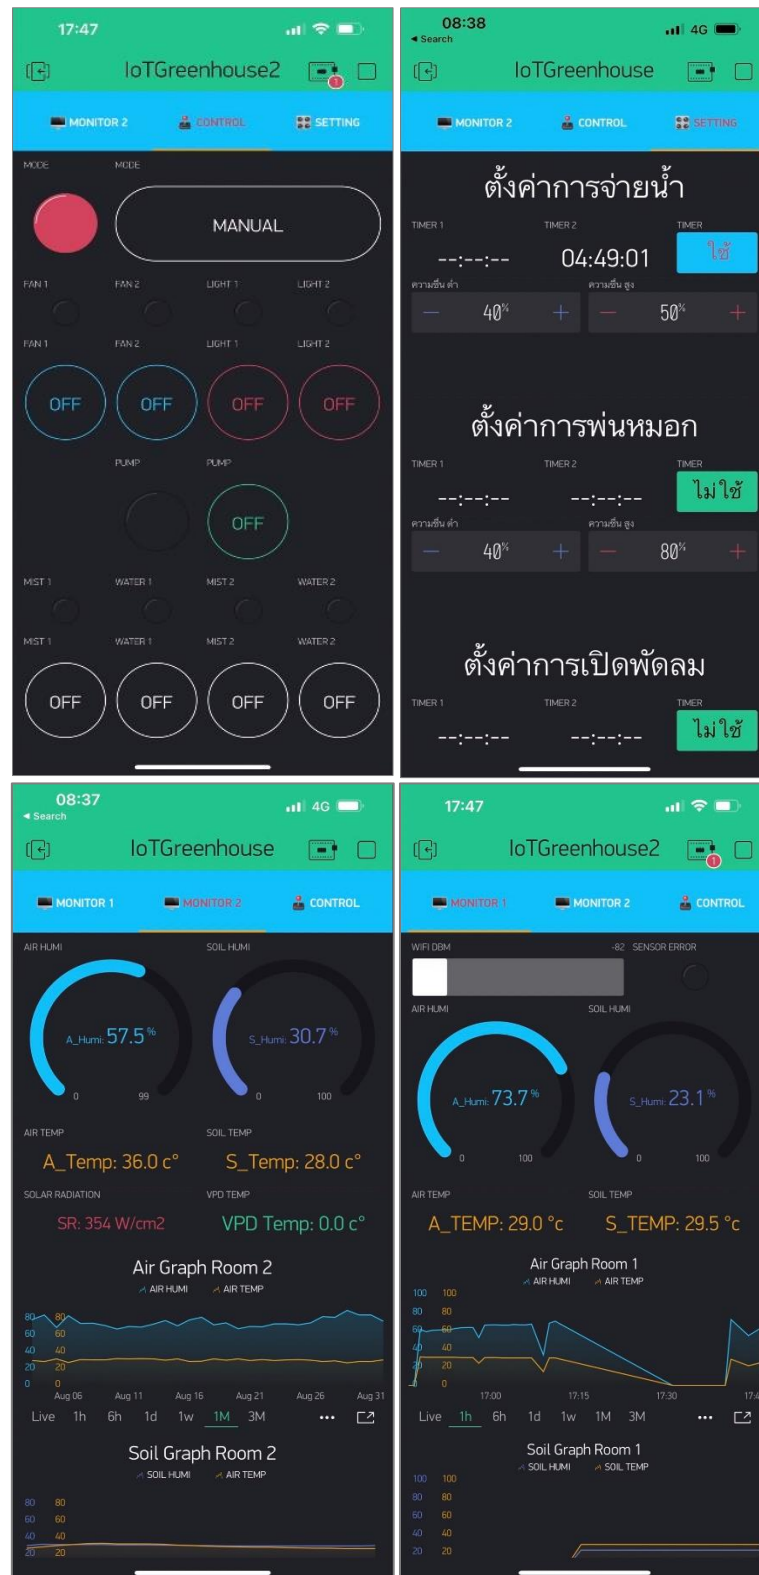 17:47
IoTGreenhouse2
1
MONITOR 2 CONTROL SETTING
MODE MODE
MANUAL
FAN 1 FAN 2 LIGHT 1 LIGHT 2
FAN 1 FAN 2 LIGHT 1 LIGHT 2
OFF OFF OFF OFF
PUMP PUMP
OFF
MIST 1 WATER 1 MIST 2 WATER 2
MIST 1 WATER 1 MIST 2 WATER 2
OFF OFF OFF OFF
08:38 4G
◀ Search
IoTGreenhouse
MONITOR 2 CONTROL SETTING
ตั้งค่าการจ่ายน้ำ
TIMER 1 TIMER 2 TIMER
--:--:-- 04:49:01 ใช้
ความชื้น ต่ำ ความชื้น สูง
— 40% + — 50% +
ตั้งค่าการพ่นหมอก
TIMER 1 TIMER 2 TIMER
--:--:-- --:--:-- ไม่ใช้
ความชื้น ต่ำ ความชื้น สูง
— 40% + — 80% +
ตั้งค่าการเปิดพัดลม
TIMER 1 TIMER 2 TIMER
--:--:-- --:--:-- ไม่ใช้
08:37 4G
◀ Search
IoTGreenhouse
MONITOR 1 MONITOR 2 CONTROL
AIR HUMI SOIL HUMI
A_Humi: 57.5 % S_Humi: 30.7 %
0 99 0 100
AIR TEMP SOIL TEMP
A_Temp: 36.0 c° S_Temp: 28.0 c°
SOLAR RADIATION VPD TEMP
SR: 354 W/cm2 VPD Temp: 0.0 c°
Air Graph Room 2
AIR HUMI AIR TEMP
80 80
60 60
40 40
20 20
0 0
Aug 06 Aug 11 Aug 16 Aug 21 Aug 26 Aug 31
Live 1h 6h 1d 1w 1M 3M •••
Soil Graph Room 2
SOIL HUMI AIR TEMP
80 80
60 60
40 40
20 20
17:47
IoTGreenhouse2
1
MONITOR 1 MONITOR 2 CONTROL
WIFI DBM -82 SENSOR ERROR
AIR HUMI SOIL HUMI
A_Humi: 73.7 % S_Humi: 23.1 %
0 100 0 100
AIR TEMP SOIL TEMP
A_TEMP: 29.0 °c S_TEMP: 29.5 °c
Air Graph Room 1
AIR HUMI AIR TEMP
100 100
80 80
60 60
40 40
20 20
0 0
17:00 17:15 17:30 17:4
Live 1h 6h 1d 1w 1M 3M •••
Soil Graph Room 1
SOIL HUMI SOIL TEMP
100 100
80 80
60 60
40 40
20 20